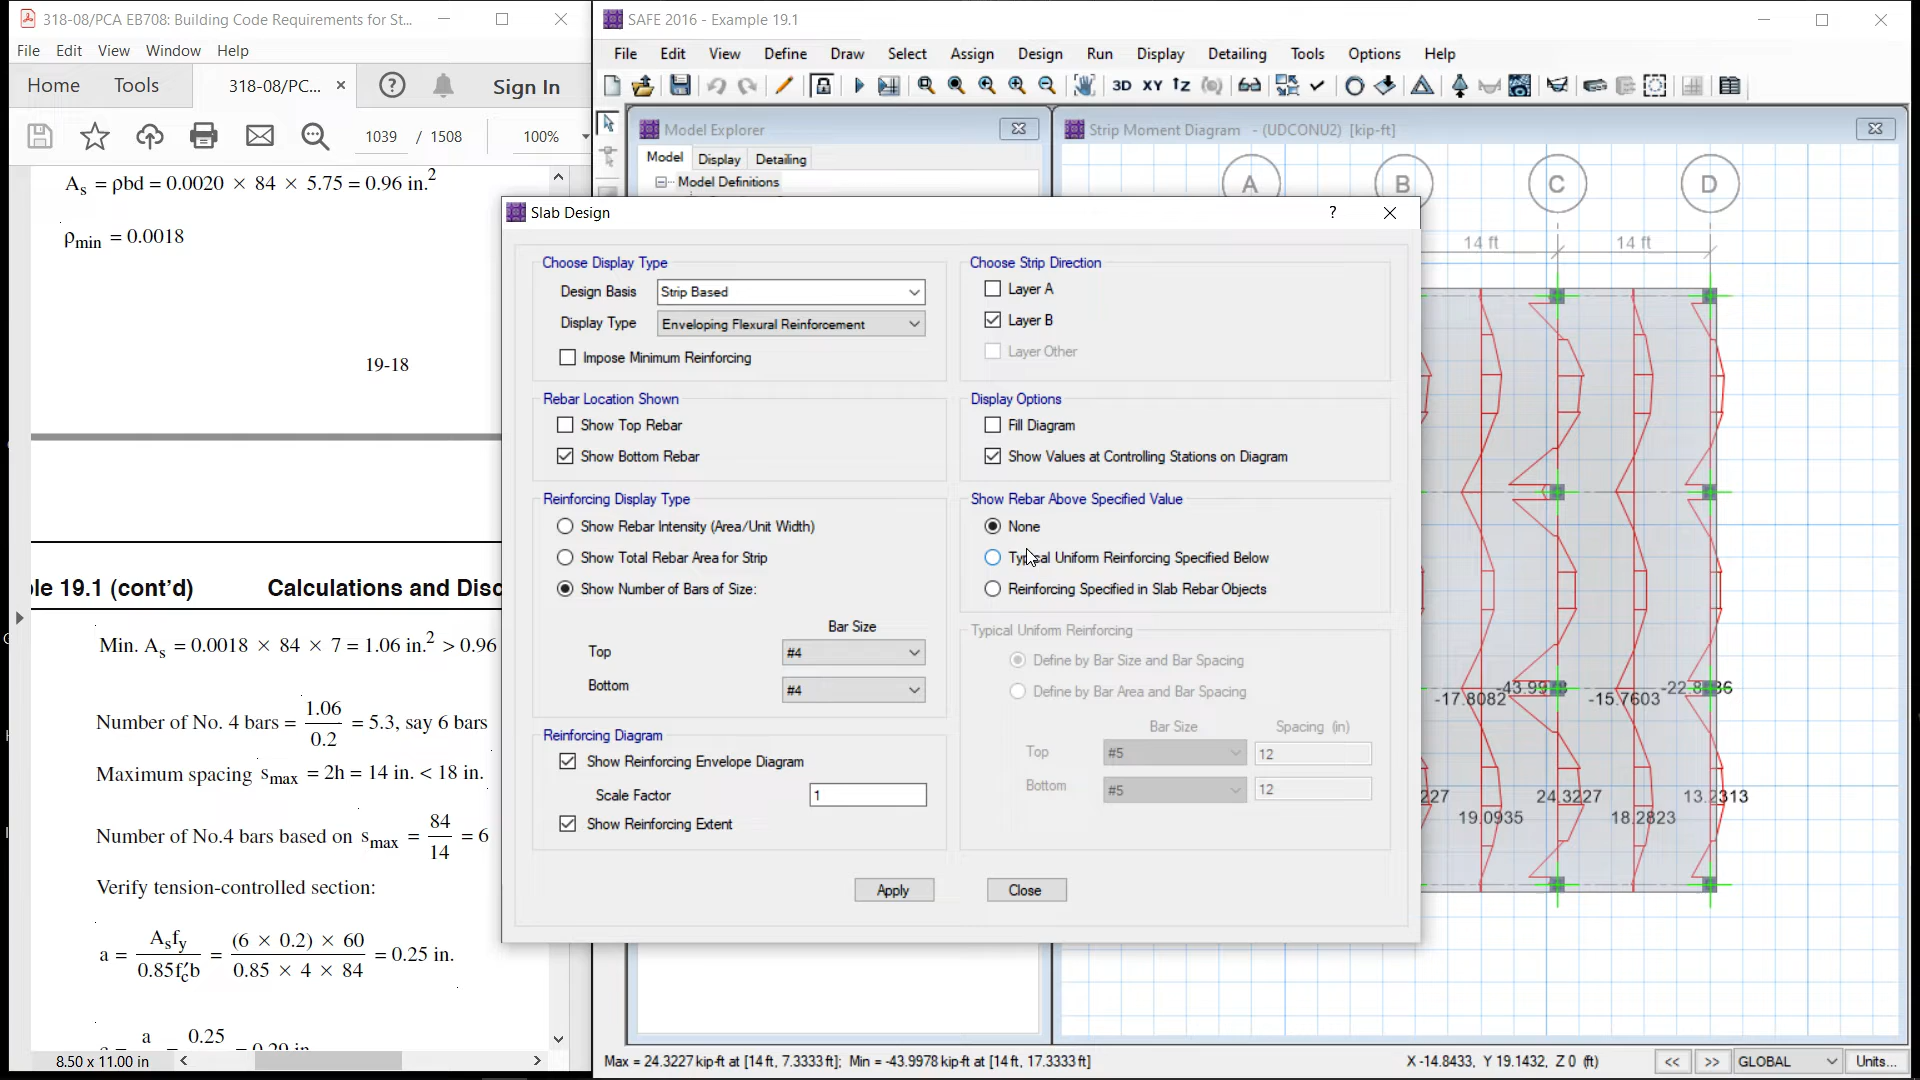 318-08/PCA EB708: Building Code Requirements for St...
File Edit View Window Help
Home Tools 318-08/PC... × ? Sign In
1039 / 1508 100%
As = ρbd = 0.0020 × 84 × 5.75 = 0.96 in.2
ρmin = 0.0018
19-18
le 19.1 (cont'd) Calculations and Disc
Min. As = 0.0018 × 84 × 7 = 1.06 in.2 > 0.96
Number of No. 4 bars = 1.06 / 0.2 = 5.3, say 6 bars
Maximum spacing smax = 2h = 14 in. < 18 in.
Number of No.4 bars based on smax = 84 / 14 = 6
Verify tension-controlled section:
a = Asfy / 0.85f'cb = (6 × 0.2) × 60 / 0.85 × 4 × 84 = 0.25 in.
a 0.25
8.50 x 11.00 in
SAFE 2016 - Example 19.1
File Edit View Define Draw Select Assign Design Run Display Detailing Tools Options Help
3D XY
Model Explorer
Model Display Detailing
Model Definitions
Strip Moment Diagram - (UDCONU2) [kip-ft]
A B C D
14 ft 14 ft
-17.8082 -43.99 -15.7603 -22.8 36
227 24.3227 13.2313
19.0935 18.2823
Slab Design ?
Choose Display Type
Design Basis Strip Based
Display Type Enveloping Flexural Reinforcement
Impose Minimum Reinforcing
Rebar Location Shown
Show Top Rebar
Show Bottom Rebar
Reinforcing Display Type
Show Rebar Intensity (Area/Unit Width)
Show Total Rebar Area for Strip
Show Number of Bars of Size:
Bar Size
Top #4
Bottom #4
Reinforcing Diagram
Show Reinforcing Envelope Diagram
Scale Factor 1
Show Reinforcing Extent
Choose Strip Direction
Layer A
Layer B
Layer Other
Display Options
Fill Diagram
Show Values at Controlling Stations on Diagram
Show Rebar Above Specified Value
None
Typical Uniform Reinforcing Specified Below
Reinforcing Specified in Slab Rebar Objects
Typical Uniform Reinforcing
Define by Bar Size and Bar Spacing
Define by Bar Area and Bar Spacing
Bar Size Spacing (in)
Top #5 12
Bottom #5 12
Apply Close
Max = 24.3227 kip-ft at [14 ft, 7.3333 ft]; Min = -43.9978 kip-ft at [14 ft, 17.3333 ft] X -14.8433, Y 19.1432, Z 0 (ft) << >> GLOBAL Units...